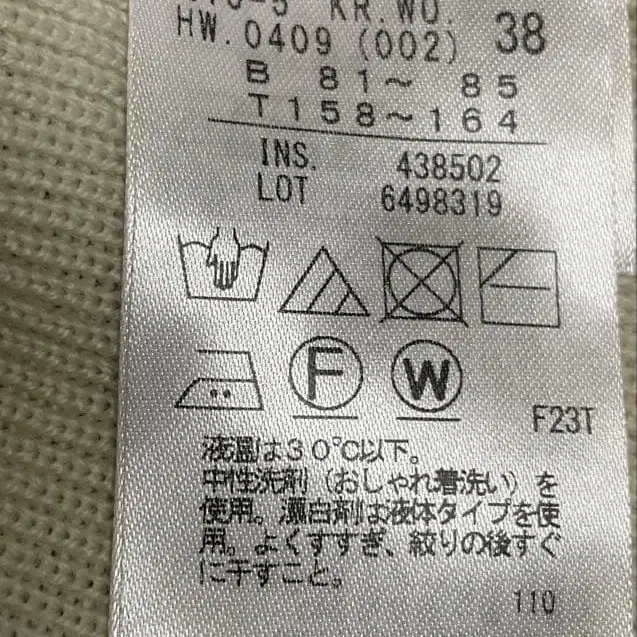 KR.WO.
HW.0409 (002) 38
B 81～ 85
T 158～164
INS. 438502
LOT 6498319
F
W
F23T
液温は30℃以下。
中性洗剤（おしゃれ着洗い）を
使用。漂白剤は液体タイプを使
用。よくすすぎ、絞りの後すぐ
に干すこと。
110